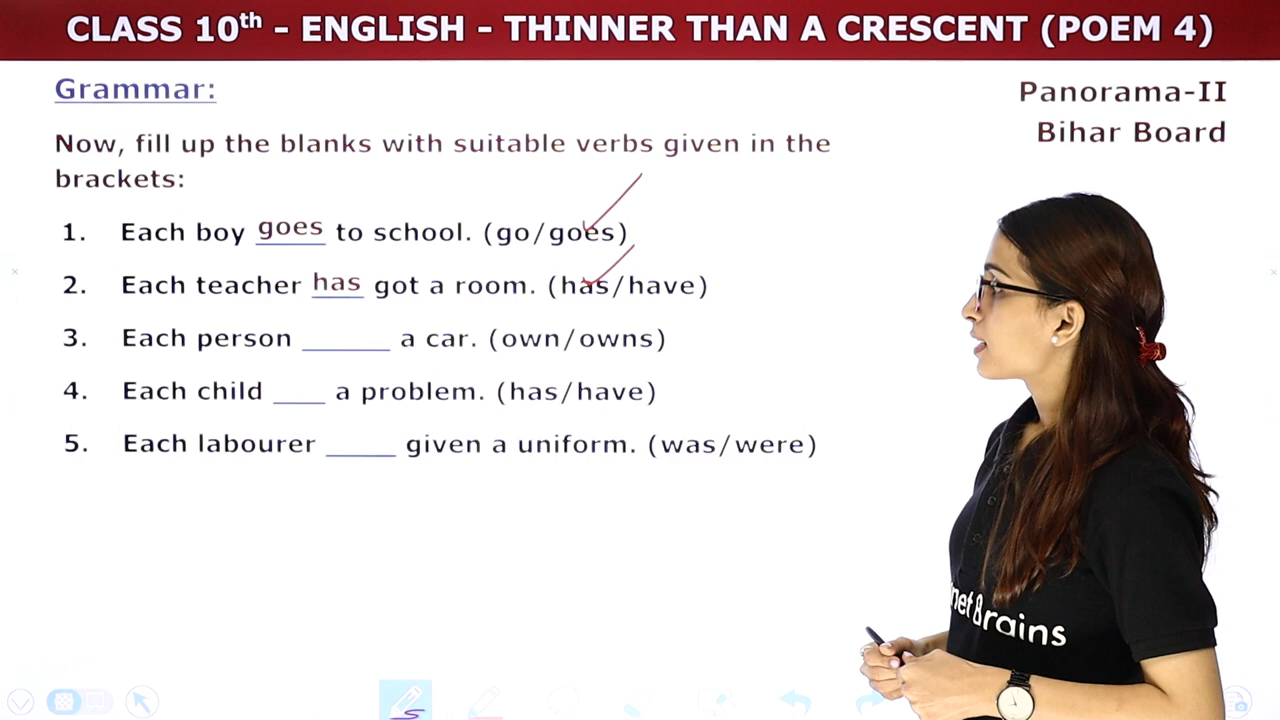 CLASS 10th - ENGLISH - THINNER THAN A CRESCENT (POEM 4)
Grammar:
Panorama-II
Bihar Board
Now, fill up the blanks with suitable verbs given in the
brackets:
1. Each boy goes to school. (go/goes)
2. Each teacher has got a room. (has/have)
3. Each person ______ a car. (own/owns)
4. Each child ____ a problem. (has/have)
5. Each labourer _____ given a uniform. (was/were)
net Brains